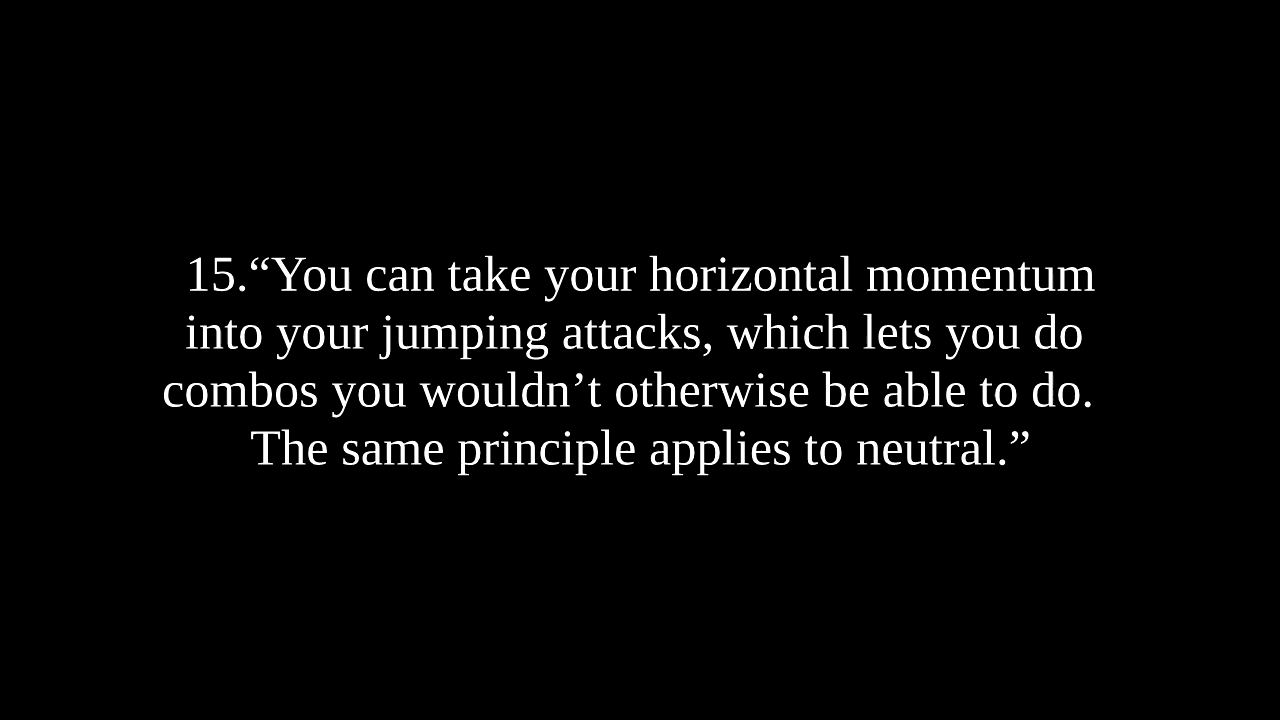 15.“You can take your horizontal momentum
into your jumping attacks, which lets you do
combos you wouldn’t otherwise be able to do.
The same principle applies to neutral.”